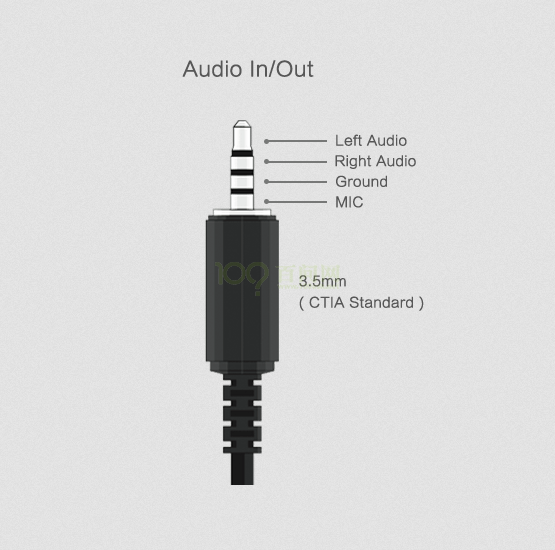 Audio In/Out
Left Audio
Right Audio
Ground
MIC
3.5mm
( CTIA Standard )